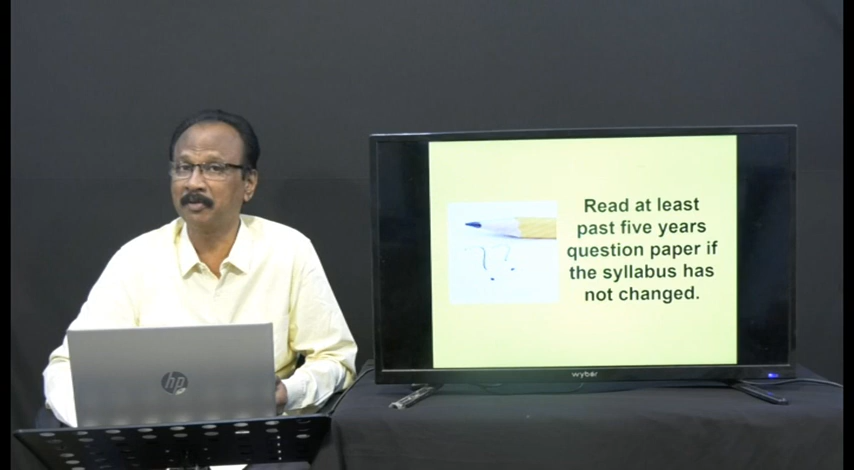 hp
Read at least
past five years
question paper if
the syllabus has
not changed.
wybor